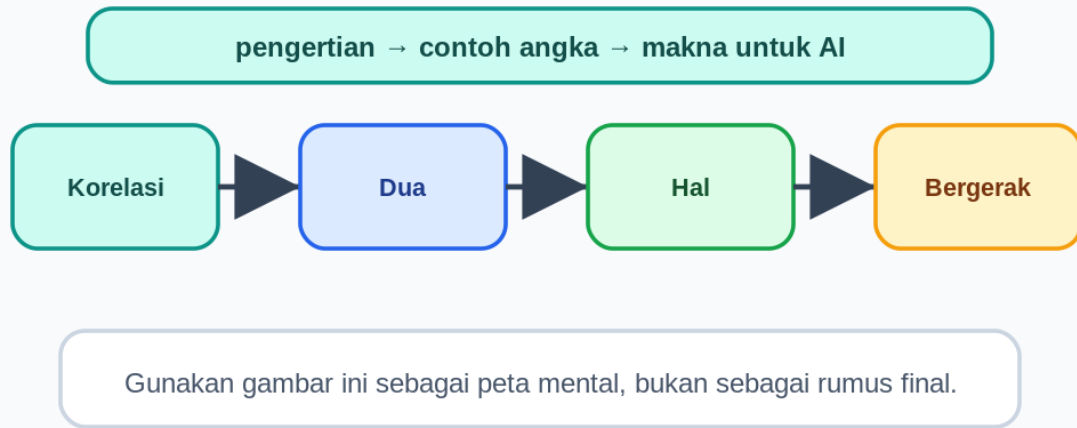 pengertian → contoh angka → makna untuk AI
Korelasi
Dua
Hal
Bergerak
Gunakan gambar ini sebagai peta mental, bukan sebagai rumus final.